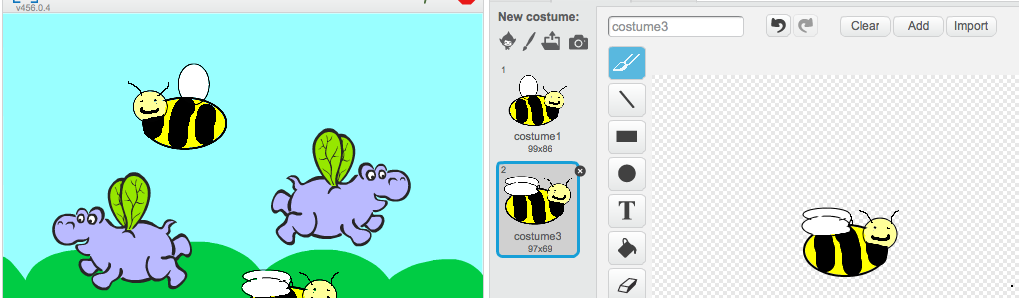 v456.0.4
New costume:
1
costume1
99x86
2
costume3
97x69
costume3
Clear
Add
Import
T